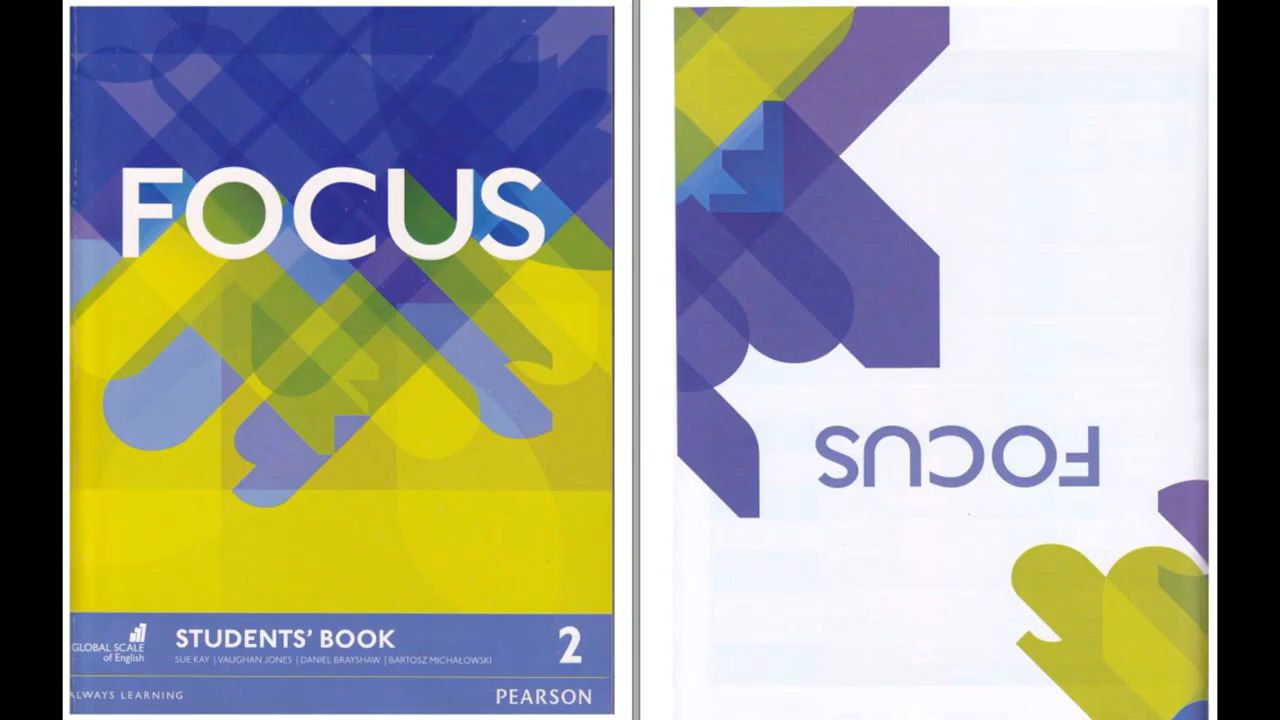 FOCUS
GLOBAL SCALE
of English
STUDENTS' BOOK
2
SUE KAY | VAUGHAN JONES | DANIEL BRAYSHAW | BARTOSZ MICHAŁOWSKI
ALWAYS LEARNING
PEARSON
FOCUS